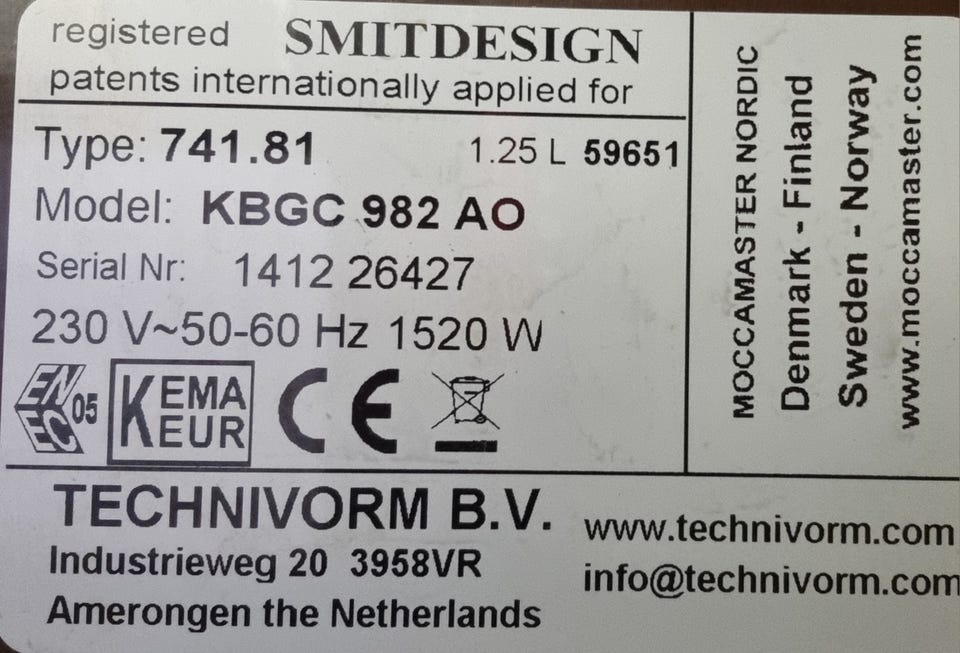 registered SMITDESIGN
patents internationally applied for
Type: 741.81 1.25 L 59651
Model: KBGC 982 AO
Serial Nr: 1412 26427
230 V~50-60 Hz 1520 W
EN
EC 05
KEMA
KEUR
CE
MOCCAMASTER NORDIC
Denmark - Finland
Sweden - Norway
www.moccamaster.com
TECHNIVORM B.V.
Industrieweg 20 3958VR
Amerongen the Netherlands
www.technivorm.com
info@technivorm.com